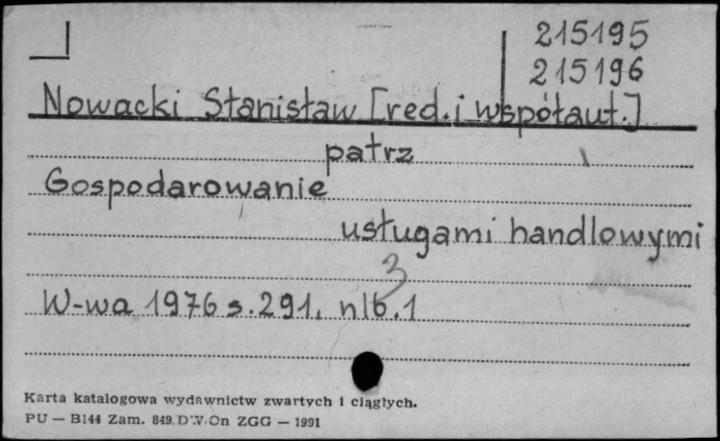 215195
215196
Nowacki Stanisław [red. i współaut.]
patrz
Gospodarowanie
usługami handlowymi
3
W-wa 1976 s. 291, nlb. 1
Karta katalogowa wydawnictw zwartych i ciągłych.
PU — B144 Zam. 849. On ZGG — 1991